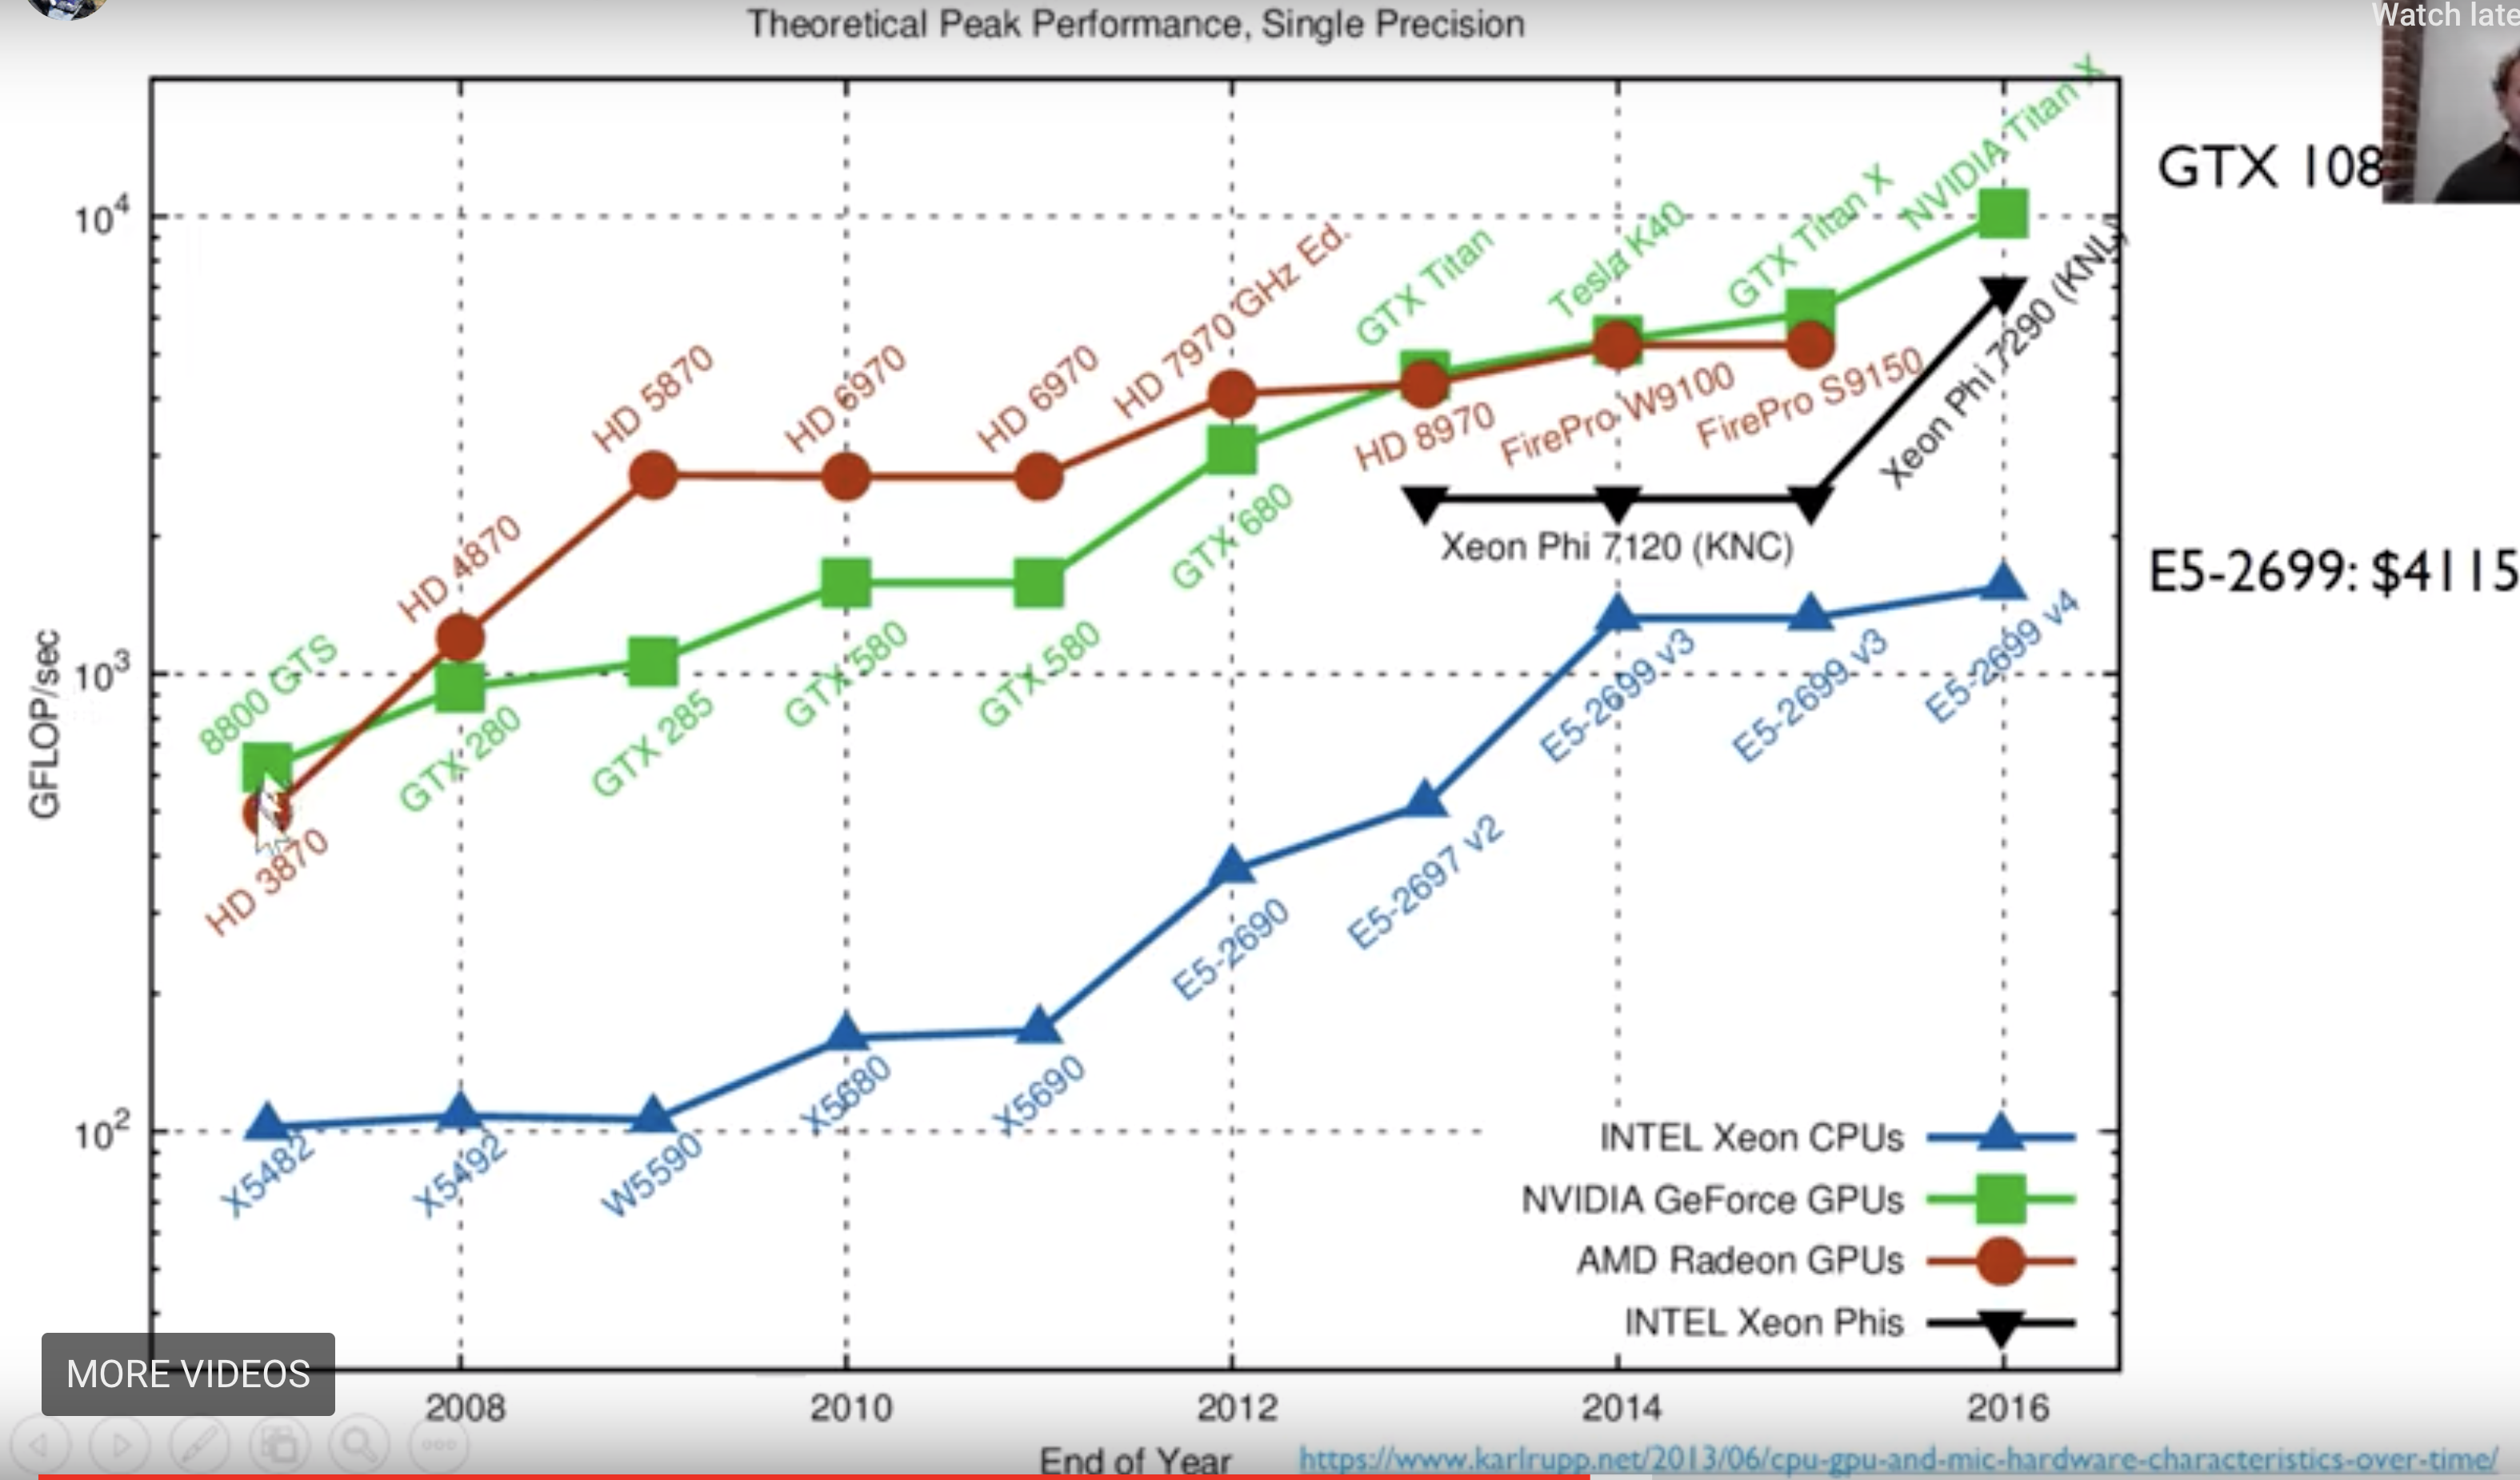 Theoretical Peak Performance, Single Precision
Watch late
NVIDIA Titan X
GTX 108
10⁴
GTX Titan X
Tesla K40
GTX Titan
HD 7970 GHz Ed.
Xeon Phi 7290 (KNL)
HD 5870
HD 6970
HD 6970
HD 8970
FirePro W9100
FirePro S9150
HD 4870
GTX 680
Xeon Phi 7120 (KNC)
E5-2699: $4115
8800 GTS
10³
GTX 280
GTX 285
GTX 580
GTX 580
E5-2699 v3
E5-2699 v3
E5-2699 v4
GFLOP/sec
HD 3870
E5-2690
E5-2697 v2
X5680
X5690
10²
X5482
X5492
W5590
INTEL Xeon CPUs
NVIDIA GeForce GPUs
AMD Radeon GPUs
INTEL Xeon Phis
MORE VIDEOS
2008
2010
2012
2014
2016
End of Year
https://www.karlrupp.net/2013/06/cpu-gpu-and-mic-hardware-characteristics-over-time/